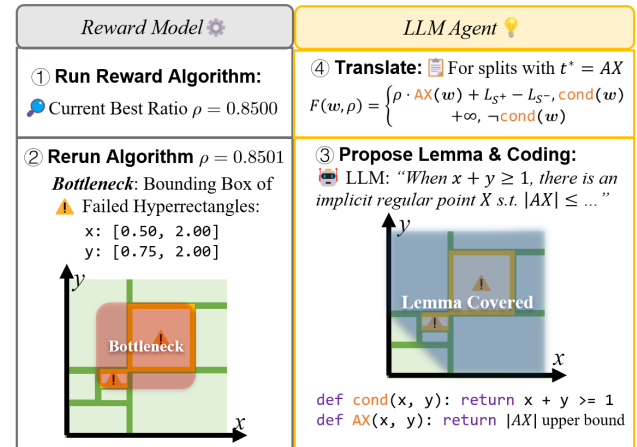 Reward Model
① Run Reward Algorithm:
Current Best Ratio ρ = 0.8500
② Rerun Algorithm ρ = 0.8501
Bottleneck: Bounding Box of
Failed Hyperrectangles:
x: [0.50, 2.00]
y: [0.75, 2.00]
y
Bottleneck
x
LLM Agent
④ Translate: For splits with t* = AX
F(w, ρ) = { ρ · AX(w) + L_{S⁺} − L_{S⁻}, cond(w)
+∞, ¬cond(w)
③ Propose Lemma & Coding:
LLM: “When x + y ≥ 1, there is an
implicit regular point X s.t. |AX| ≤ ...”
y
Lemma Covered
x
def cond(x, y): return x + y >= 1
def AX(x, y): return |AX| upper bound